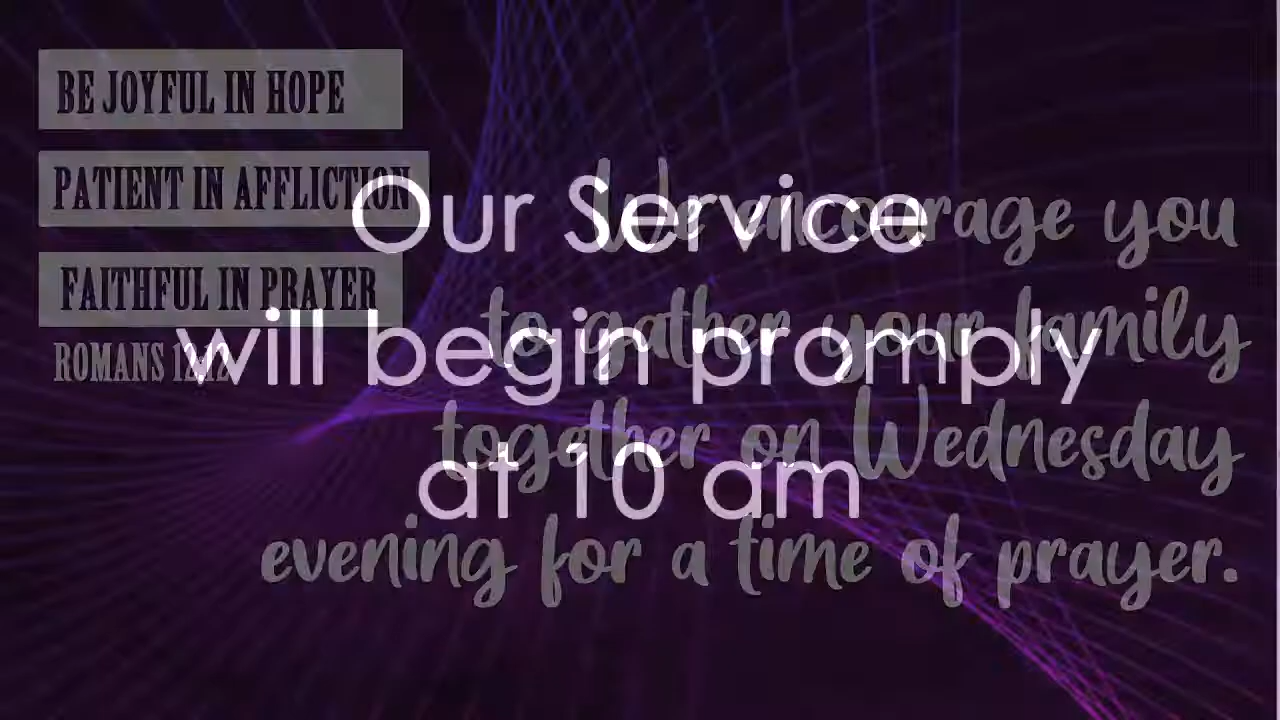 BE JOYFUL IN HOPE
PATIENT IN AFFLICTION
FAITHFUL IN PRAYER
ROMANS 12:12
Our Service
will begin promply
at 10 am
We encourage you
to gather your family
together on Wednesday
evening for a time of prayer.